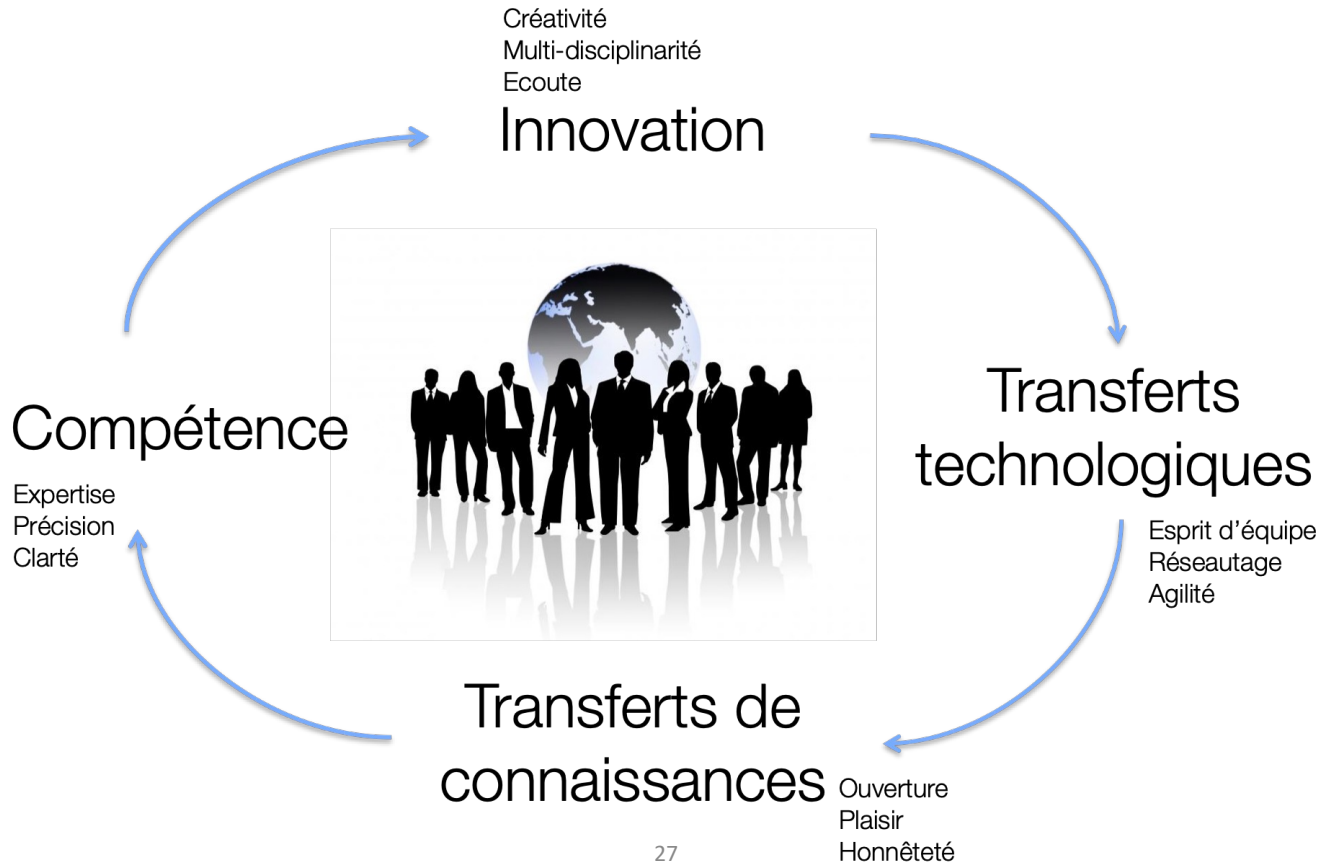 Créativité
Multi-disciplinarité
Ecoute
Innovation
Transferts
technologiques
Esprit d’équipe
Réseautage
Agilité
Compétence
Expertise
Précision
Clarté
Transferts de
connaissances
Ouverture
Plaisir
Honnêteté
27